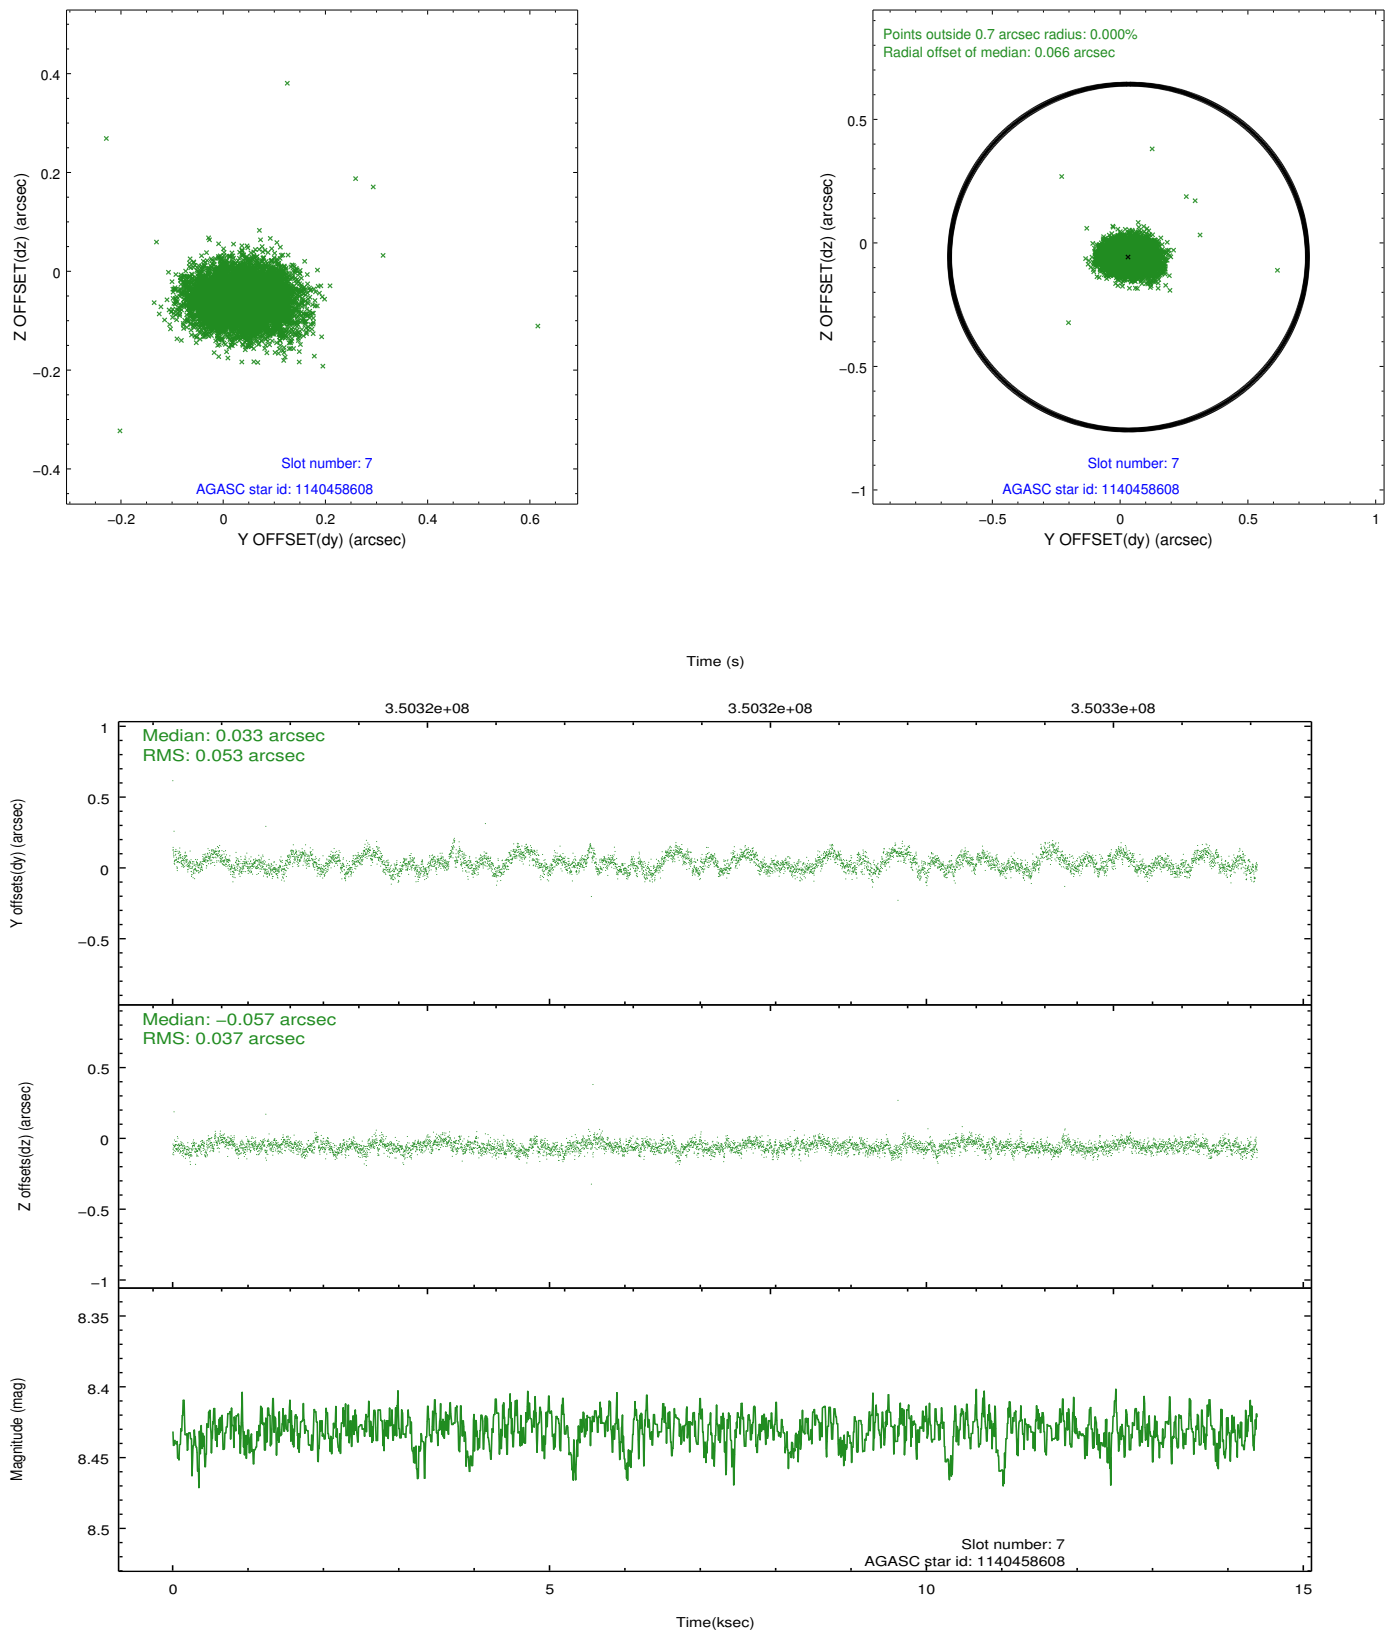 0.4
0.2
0
−0.2
−0.4
Z OFFSET(dz) (arcsec)
Slot number: 7
AGASC star id: 1140458608
−0.2 0 0.2 0.4 0.6
Y OFFSET(dy) (arcsec)
Points outside 0.7 arcsec radius: 0.000%
Radial offset of median: 0.066 arcsec
0.5
0
−0.5
−1
Z OFFSET(dz) (arcsec)
Slot number: 7
AGASC star id: 1140458608
−0.5 0 0.5 1
Y OFFSET(dy) (arcsec)
Time (s)
3.5032e+08 3.5032e+08 3.5033e+08
Median: 0.033 arcsec
RMS: 0.053 arcsec
1
0.5
0
−0.5
Y offsets(dy) (arcsec)
Median: −0.057 arcsec
RMS: 0.037 arcsec
0.5
0
−0.5
−1
Z offsets(dz) (arcsec)
8.35
8.4
8.45
8.5
Magnitude (mag)
Slot number: 7
AGASC star id: 1140458608
0 5 10 15
Time(ksec)